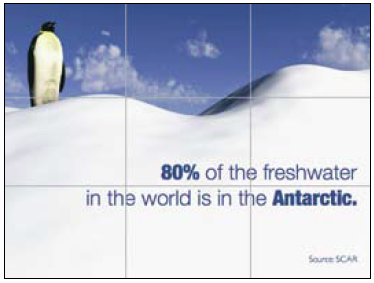 80% of the freshwater
in the world is in the Antarctic.
Source: SCAR